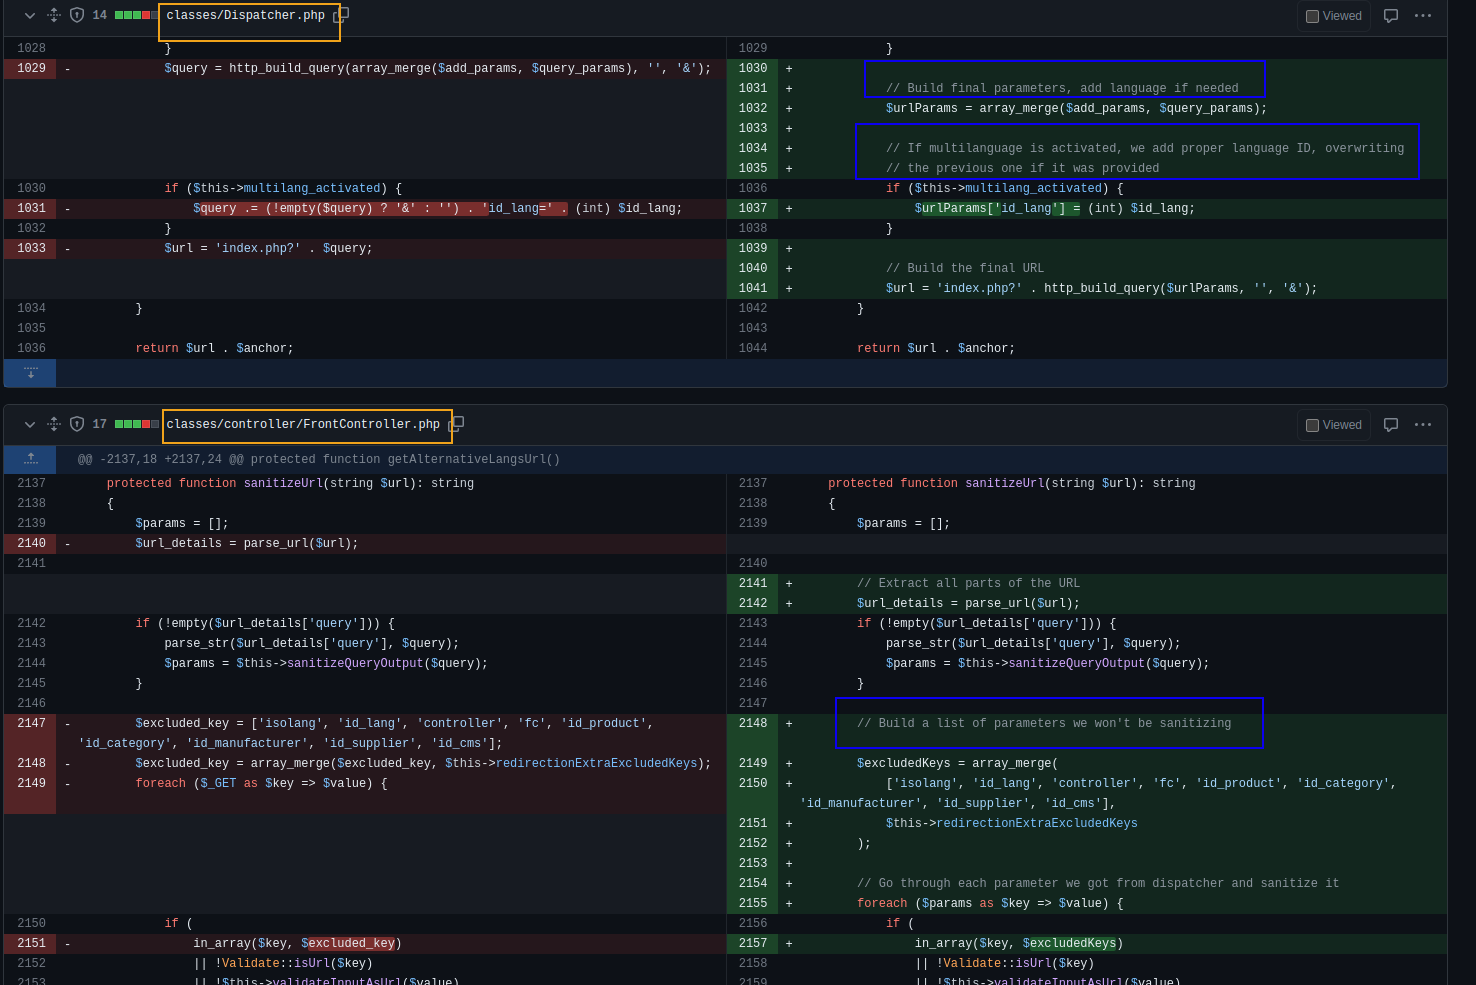 14 classes/Dispatcher.php Viewed
1028 }
1029 - $query = http_build_query(array_merge($add_params, $query_params), '', '&');
1030 if ($this->multilang_activated) {
1031 - $query .= (!empty($query) ? '&' : '') . 'id_lang=' . (int) $id_lang;
1032 }
1033 - $url = 'index.php?' . $query;
1034 }
1035
1036 return $url . $anchor;
1029 }
1030 +
1031 + // Build final parameters, add language if needed
1032 + $urlParams = array_merge($add_params, $query_params);
1033 +
1034 + // If multilanguage is activated, we add proper language ID, overwriting
1035 + // the previous one if it was provided
1036 if ($this->multilang_activated) {
1037 + $urlParams['id_lang'] = (int) $id_lang;
1038 }
1039 +
1040 + // Build the final URL
1041 + $url = 'index.php?' . http_build_query($urlParams, '', '&');
1042 }
1043
1044 return $url . $anchor;
17 classes/controller/FrontController.php Viewed
@@ -2137,18 +2137,24 @@ protected function getAlternativeLangsUrl()
2137 protected function sanitizeUrl(string $url): string
2138 {
2139 $params = [];
2140 - $url_details = parse_url($url);
2141
2142 if (!empty($url_details['query'])) {
2143 parse_str($url_details['query'], $query);
2144 $params = $this->sanitizeQueryOutput($query);
2145 }
2146
2147 - $excluded_key = ['isolang', 'id_lang', 'controller', 'fc', 'id_product',
'id_category', 'id_manufacturer', 'id_supplier', 'id_cms'];
2148 - $excluded_key = array_merge($excluded_key, $this->redirectionExtraExcludedKeys);
2149 - foreach ($_GET as $key => $value) {
2150 if (
2151 - in_array($key, $excluded_key)
2152 || !Validate::isUrl($key)
2153 || !$this->validateInputAsUrl($value)
2137 protected function sanitizeUrl(string $url): string
2138 {
2139 $params = [];
2140
2141 + // Extract all parts of the URL
2142 + $url_details = parse_url($url);
2143 if (!empty($url_details['query'])) {
2144 parse_str($url_details['query'], $query);
2145 $params = $this->sanitizeQueryOutput($query);
2146 }
2147
2148 + // Build a list of parameters we won't be sanitizing
2149 + $excludedKeys = array_merge(
2150 + ['isolang', 'id_lang', 'controller', 'fc', 'id_product', 'id_category',
'id_manufacturer', 'id_supplier', 'id_cms'],
2151 + $this->redirectionExtraExcludedKeys
2152 + );
2153 +
2154 + // Go through each parameter we got from dispatcher and sanitize it
2155 + foreach ($params as $key => $value) {
2156 if (
2157 + in_array($key, $excludedKeys)
2158 || !Validate::isUrl($key)
2159 || !$this->validateInputAsUrl($value)